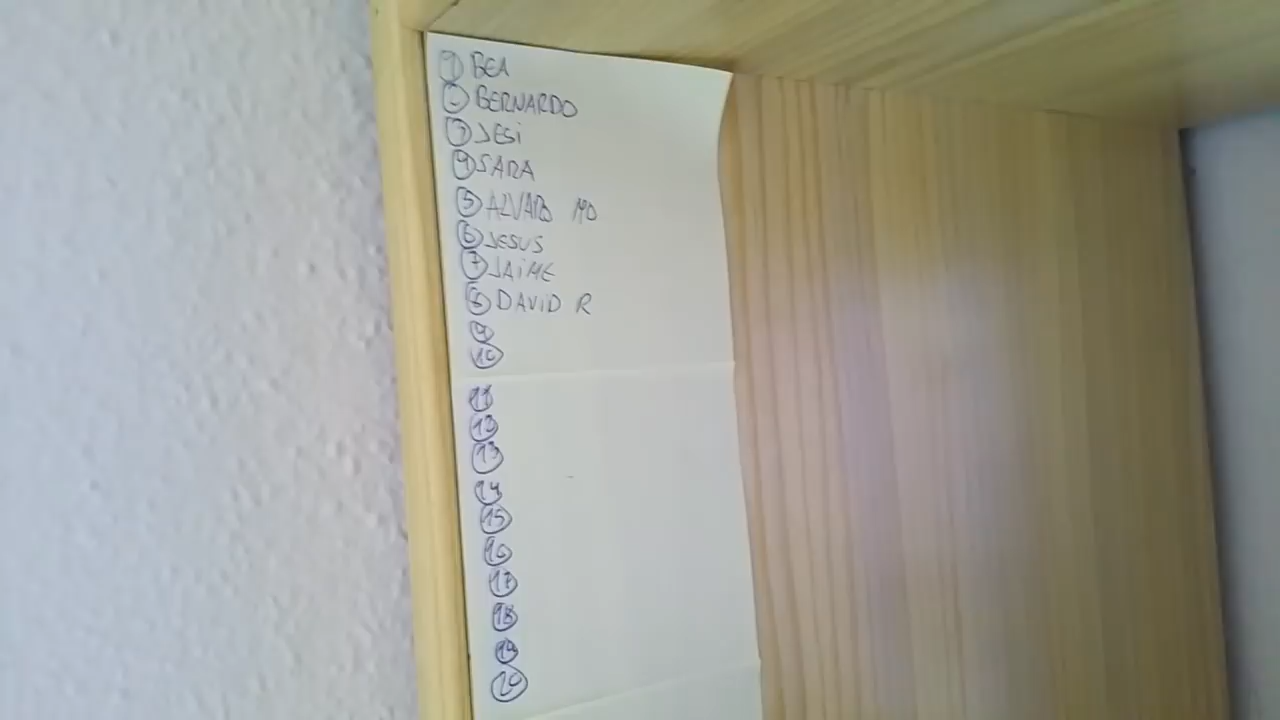 1 BEA
2 BERNARDO
3 JESi
4 SARA
5 ALVARO MO
6 JESUS
7 JAiME
8 DAViD R
9
10
11
12
13
14
15
16
17
18
19
20